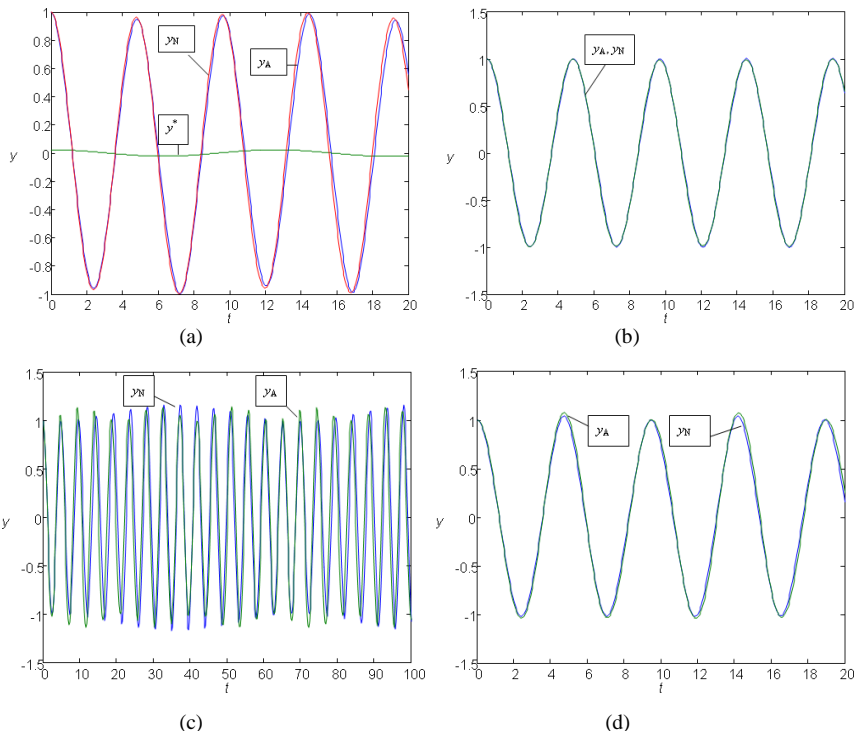 1
0.8
0.6
0.4
0.2
0
-0.2
-0.4
-0.6
-0.8
-1
y
yN
yA
y*
0 2 4 6 8 10 12 14 16 18 20
t
(a)
1.5
1
0.5
0
-0.5
-1
-1.5
y
yA, yN
0 2 4 6 8 10 12 14 16 18 20
t
(b)
1.5
1
0.5
0
-0.5
-1
-1.5
y
yN
yA
0 10 20 30 40 50 60 70 80 90 100
t
(c)
1.5
1
0.5
0
-0.5
-1
-1.5
y
yA
yN
0 2 4 6 8 10 12 14 16 18 20
t
(d)